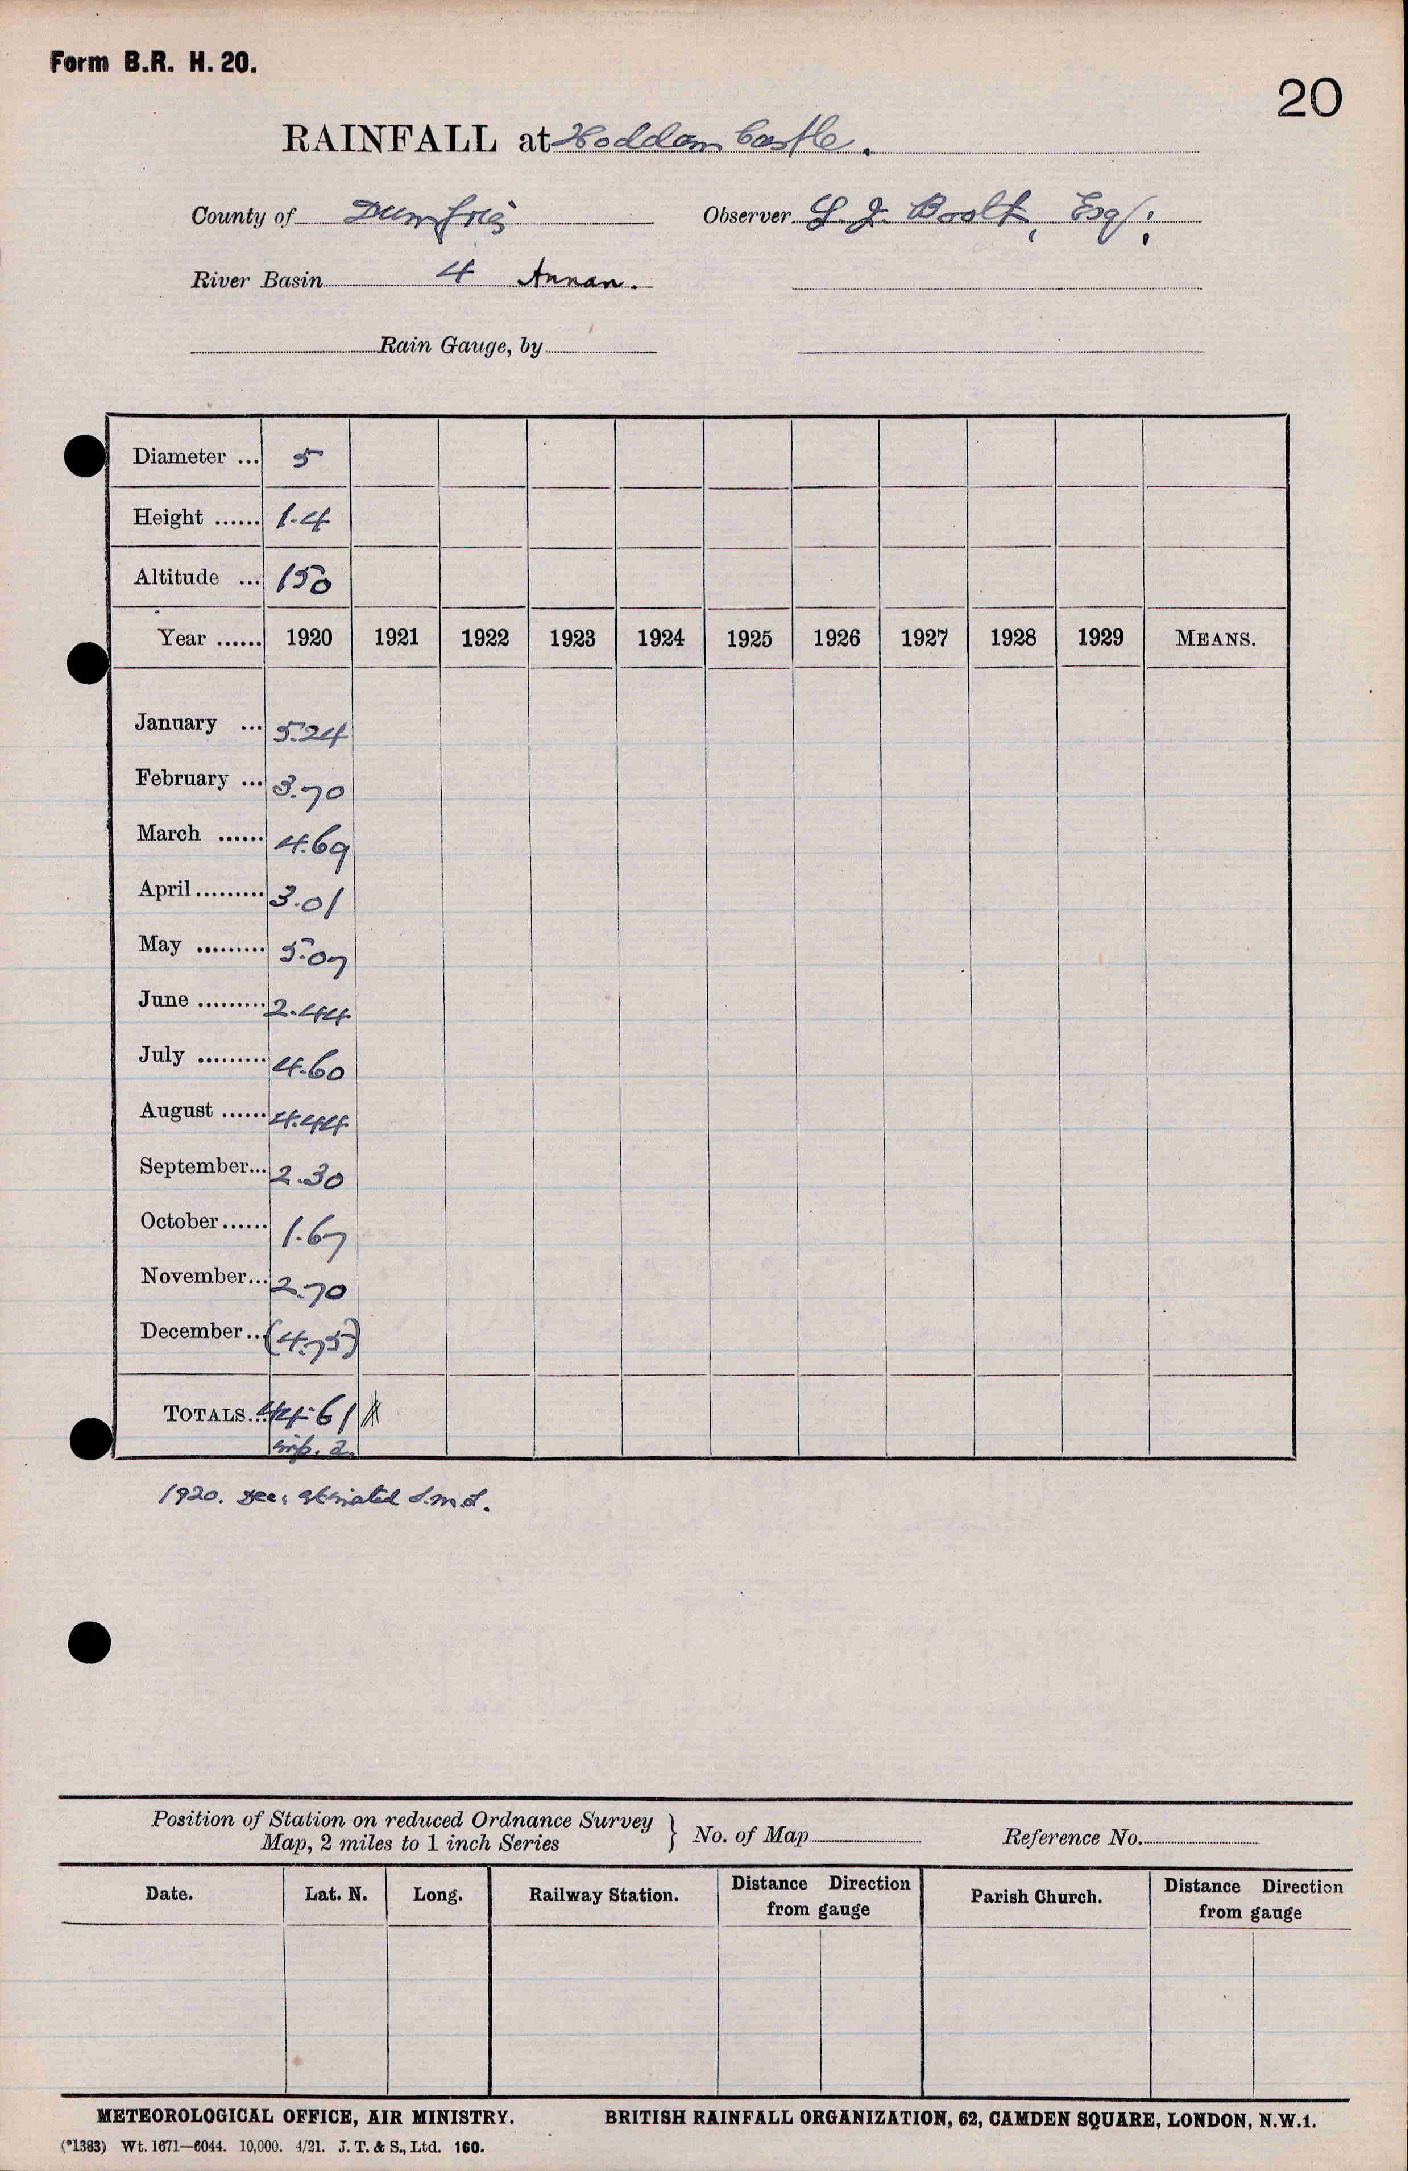 Form B.R. H. 20.
20
RAINFALL at Hoddam Castle.
County of Dumfries Observer Esq.,
River Basin 4 Annan.
Rain Gauge, by
Diameter ... 5
Height ...... 1.4
Altitude ... 150
Year ...... 1920 1921 1922 1923 1924 1925 1926 1927 1928 1929 MEANS.
January ... 5.24
February ... 3.70
March ...... 4.69
April ......... 3.01
May ......... 5.07
June ......... 2.44
July ......... 4.60
August ...... 4.44
September... 2.30
October...... 1.67
November... 2.70
December... (4.75)
TOTALS... 44.61
1920. Dec. estimated
Position of Station on reduced Ordnance Survey
Map, 2 miles to 1 inch Series } No. of Map Reference No.
Date. Lat. N. Long. Railway Station. Distance Direction from gauge Parish Church. Distance Direction from gauge
METEOROLOGICAL OFFICE, AIR MINISTRY. BRITISH RAINFALL ORGANIZATION, 62, CAMDEN SQUARE, LONDON, N.W.1.
(*1383) Wt. 1671—6044. 10,000. 4/21. J. T. & S., Ltd. 160.